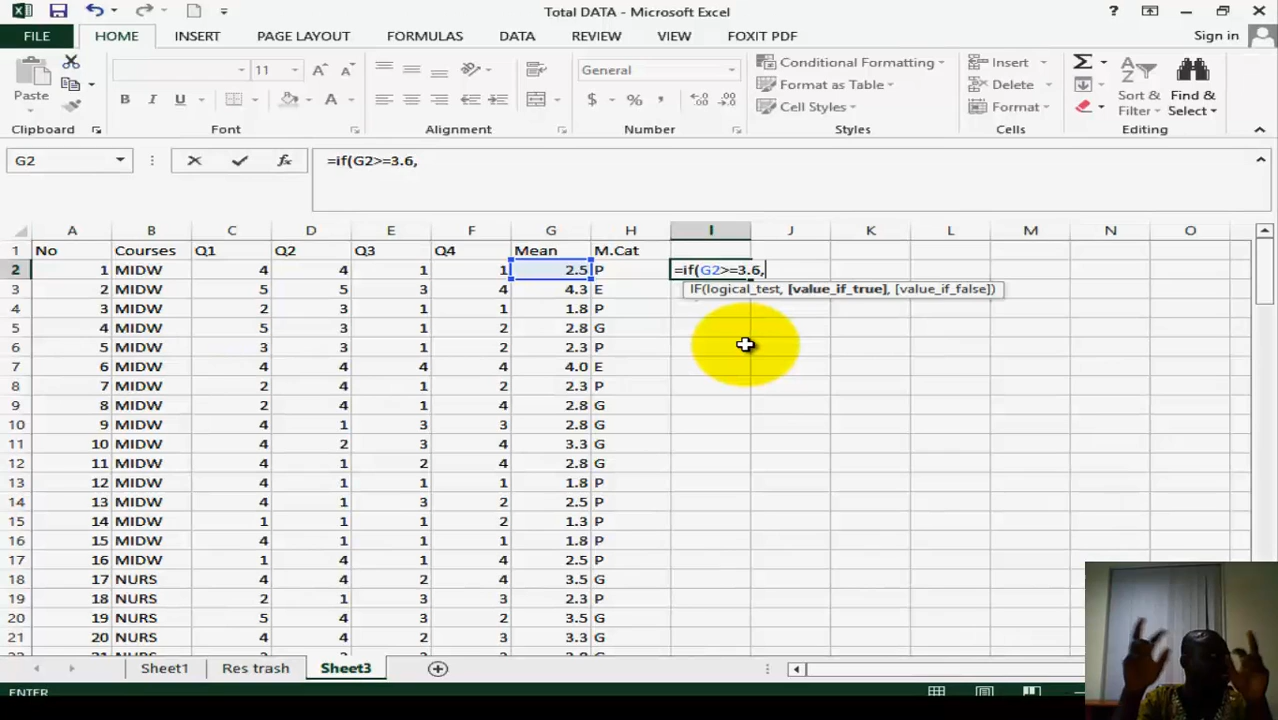 Total DATA - Microsoft Excel
?
FILE HOME INSERT PAGE LAYOUT FORMULAS DATA REVIEW VIEW FOXIT PDF Sign in
Paste
11 A A
General
Conditional Formatting
Format as Table
Cell Styles
Insert
Delete
Format
Sort & Filter
Find & Select
B I U A
$ % ,
Clipboard Font Alignment Number Styles Cells Editing
G2 fx =if(G2>=3.6,
A B C D E F G H I J K L M N O
1 No Courses Q1 Q2 Q3 Q4 Mean M.Cat
2 1 MIDW 4 4 1 1 2.5 P =if(G2>=3.6,
IF(logical_test, [value_if_true], [value_if_false])
3 2 MIDW 5 5 3 4 4.3 E
4 3 MIDW 2 3 1 1 1.8 P
5 4 MIDW 5 3 1 2 2.8 G
6 5 MIDW 3 3 1 2 2.3 P
7 6 MIDW 4 4 4 4 4.0 E
8 7 MIDW 2 4 1 2 2.3 P
9 8 MIDW 2 4 1 4 2.8 G
10 9 MIDW 4 1 3 3 2.8 G
11 10 MIDW 4 2 3 4 3.3 G
12 11 MIDW 4 1 2 4 2.8 G
13 12 MIDW 4 1 1 1 1.8 P
14 13 MIDW 4 1 3 2 2.5 P
15 14 MIDW 1 1 1 2 1.3 P
16 15 MIDW 4 1 1 1 1.8 P
17 16 MIDW 1 4 1 4 2.5 P
18 17 NURS 4 4 2 4 3.5 G
19 18 NURS 2 1 3 3 2.3 P
20 19 NURS 5 4 3 2 3.5 G
21 20 NURS 4 4 2 3 3.3 G
Sheet1 Res trash Sheet3
ENTER